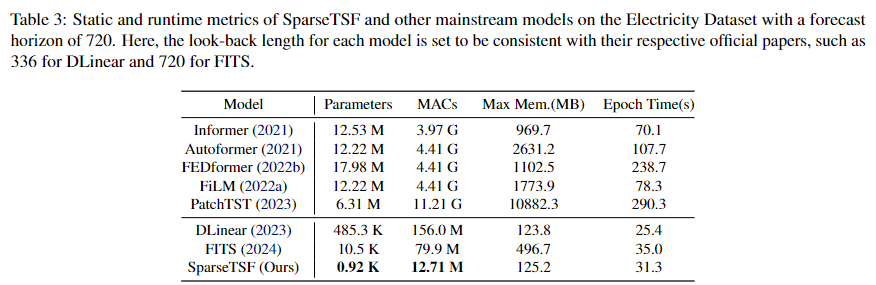 Table 3: Static and runtime metrics of SparseTSF and other mainstream models on the Electricity Dataset with a forecast
horizon of 720. Here, the look-back length for each model is set to be consistent with their respective official papers, such as
336 for DLinear and 720 for FITS.
Model Parameters MACs Max Mem.(MB) Epoch Time(s)
Informer (2021) 12.53 M 3.97 G 969.7 70.1
Autoformer (2021) 12.22 M 4.41 G 2631.2 107.7
FEDformer (2022b) 17.98 M 4.41 G 1102.5 238.7
FiLM (2022a) 12.22 M 4.41 G 1773.9 78.3
PatchTST (2023) 6.31 M 11.21 G 10882.3 290.3
DLinear (2023) 485.3 K 156.0 M 123.8 25.4
FITS (2024) 10.5 K 79.9 M 496.7 35.0
SparseTSF (Ours) 0.92 K 12.71 M 125.2 31.3